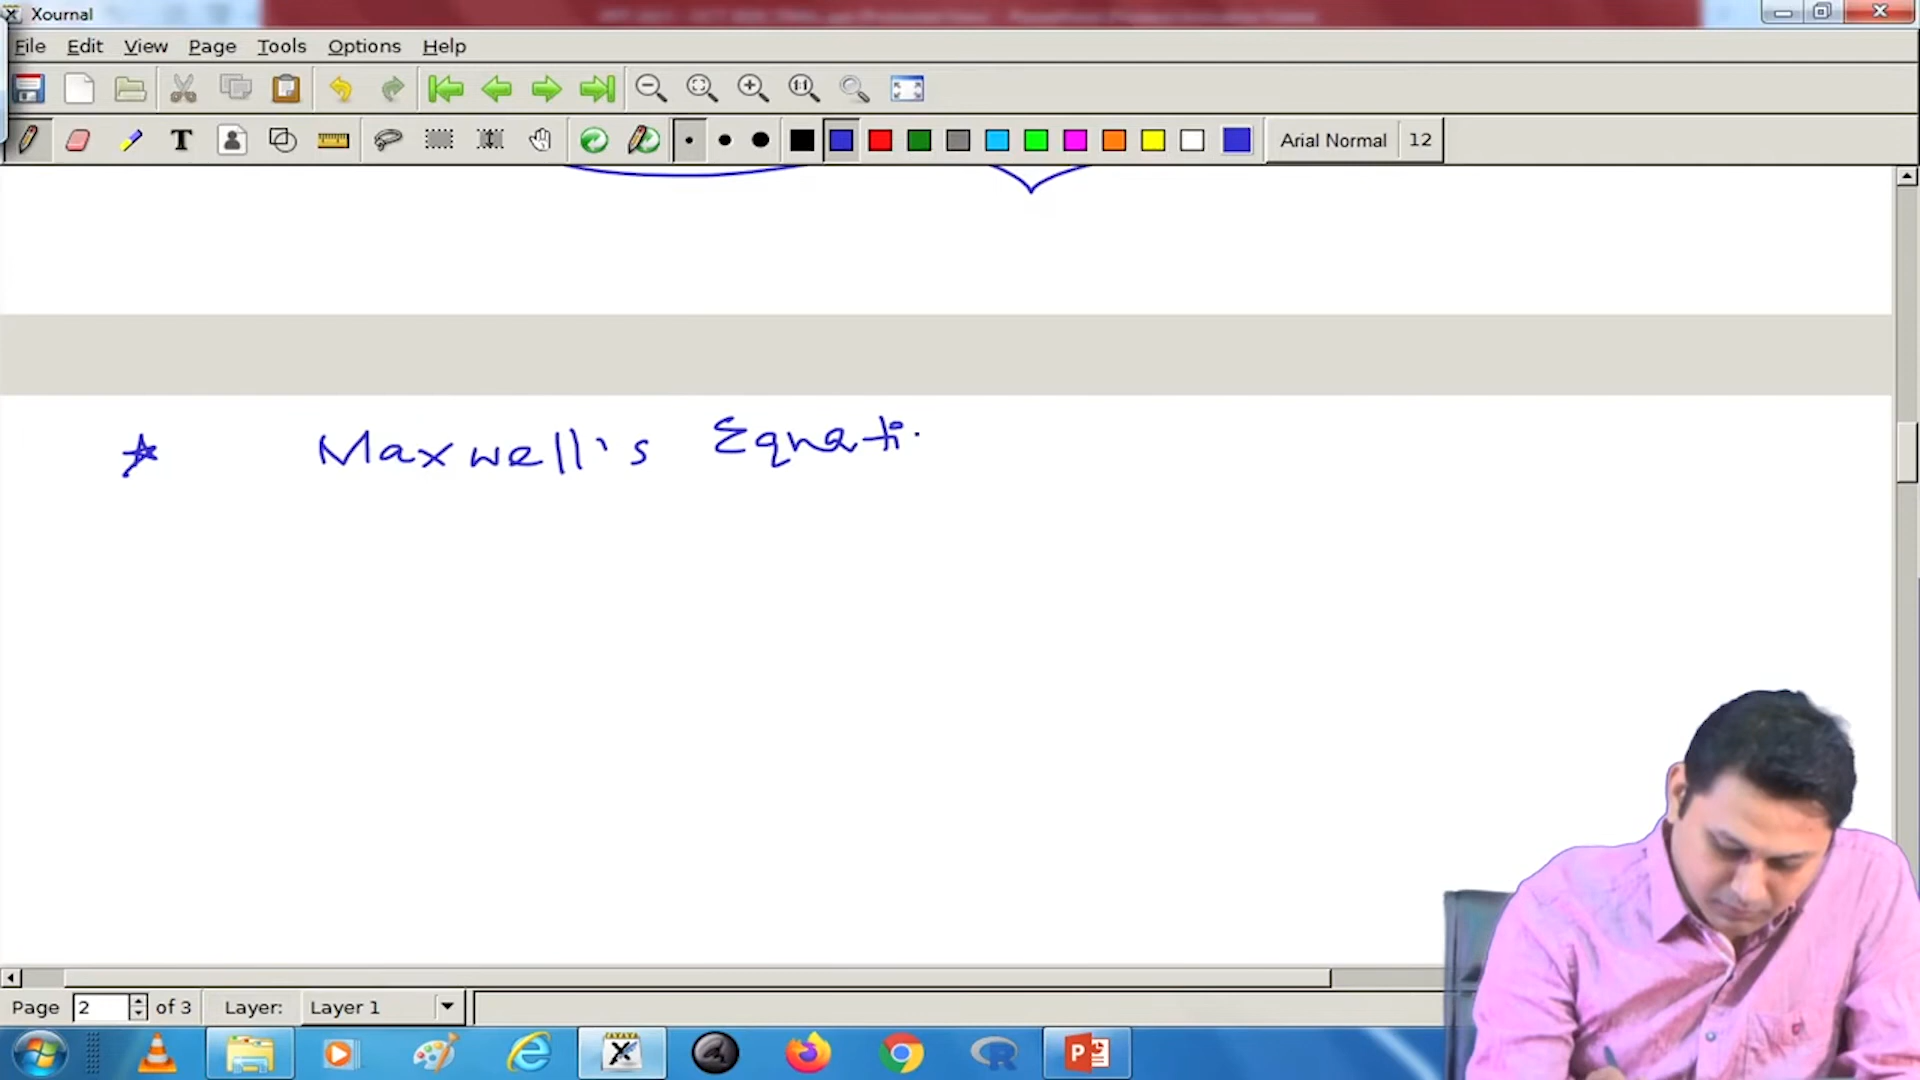 Xournal
File Edit View Page Tools Options Help
T Arial Normal 12
★ Maxwell's Equati
Page 2 of 3 Layer: Layer 1